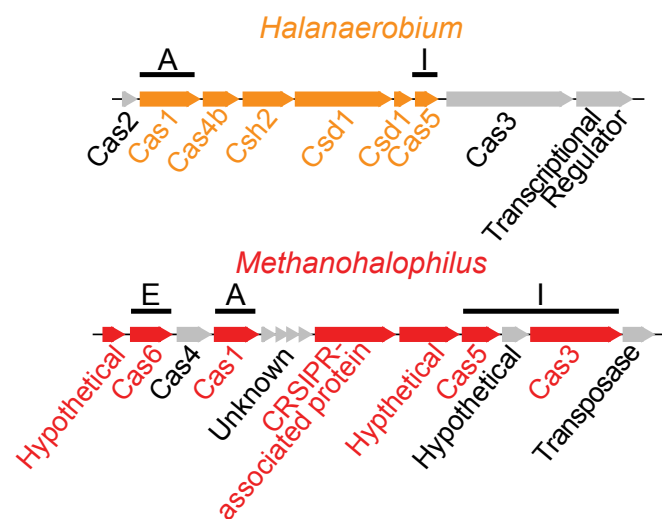 Halanaerobium
A
I
Cas2
Cas1
Cas4b
Csh2
Csd1
Csd1
Cas5
Cas3
Transcriptional
Regulator
Methanohalophilus
E
A
I
Hypothetical
Cas6
Cas4
Cas1
Unknown
CRSIPR-
associated protein
Hypthetical
Cas5
Hypothetical
Cas3
Transposase